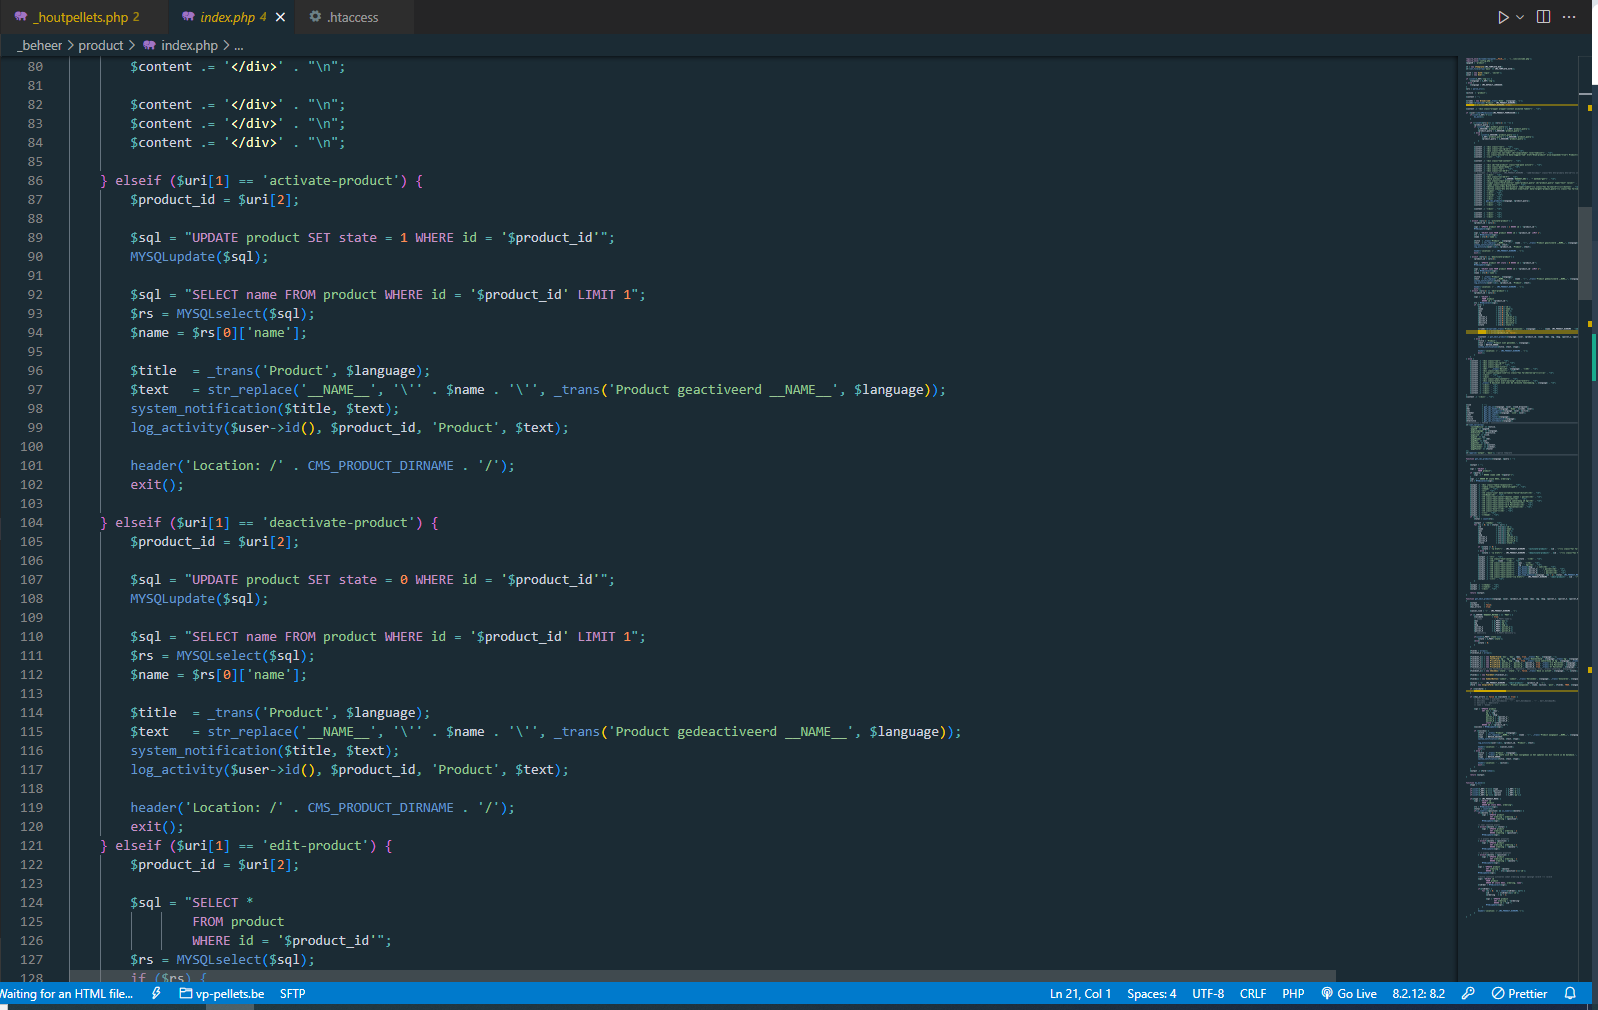 _houtpellets.php 2
index.php 4
.htaccess
_beheer > product > index.php > ...
80 $content .= '</div>' . "\n";
81
82 $content .= '</div>' . "\n";
83 $content .= '</div>' . "\n";
84 $content .= '</div>' . "\n";
85
86 } elseif ($uri[1] == 'activate-product') {
87 $product_id = $uri[2];
88
89 $sql = "UPDATE product SET state = 1 WHERE id = '$product_id'";
90 MYSQLupdate($sql);
91
92 $sql = "SELECT name FROM product WHERE id = '$product_id' LIMIT 1";
93 $rs = MYSQLselect($sql);
94 $name = $rs[0]['name'];
95
96 $title  = _trans('Product', $language);
97 $text   = str_replace('__NAME__', '\'' . $name . '\'', _trans('Product geactiveerd __NAME__', $language));
98 system_notification($title, $text);
99 log_activity($user->id(), $product_id, 'Product', $text);
100
101 header('Location: /' . CMS_PRODUCT_DIRNAME . '/');
102 exit();
103
104 } elseif ($uri[1] == 'deactivate-product') {
105 $product_id = $uri[2];
106
107 $sql = "UPDATE product SET state = 0 WHERE id = '$product_id'";
108 MYSQLupdate($sql);
109
110 $sql = "SELECT name FROM product WHERE id = '$product_id' LIMIT 1";
111 $rs = MYSQLselect($sql);
112 $name = $rs[0]['name'];
113
114 $title  = _trans('Product', $language);
115 $text   = str_replace('__NAME__', '\'' . $name . '\'', _trans('Product gedeactiveerd __NAME__', $language));
116 system_notification($title, $text);
117 log_activity($user->id(), $product_id, 'Product', $text);
118
119 header('Location: /' . CMS_PRODUCT_DIRNAME . '/');
120 exit();
121 } elseif ($uri[1] == 'edit-product') {
122 $product_id = $uri[2];
123
124 $sql = "SELECT *
125 FROM product
126 WHERE id = '$product_id'";
127 $rs = MYSQLselect($sql);
128 if ($rs) {
Waiting for an HTML file... vp-pellets.be SFTP Ln 21, Col 1 Spaces: 4 UTF-8 CRLF PHP Go Live 8.2.12: 8.2 Prettier